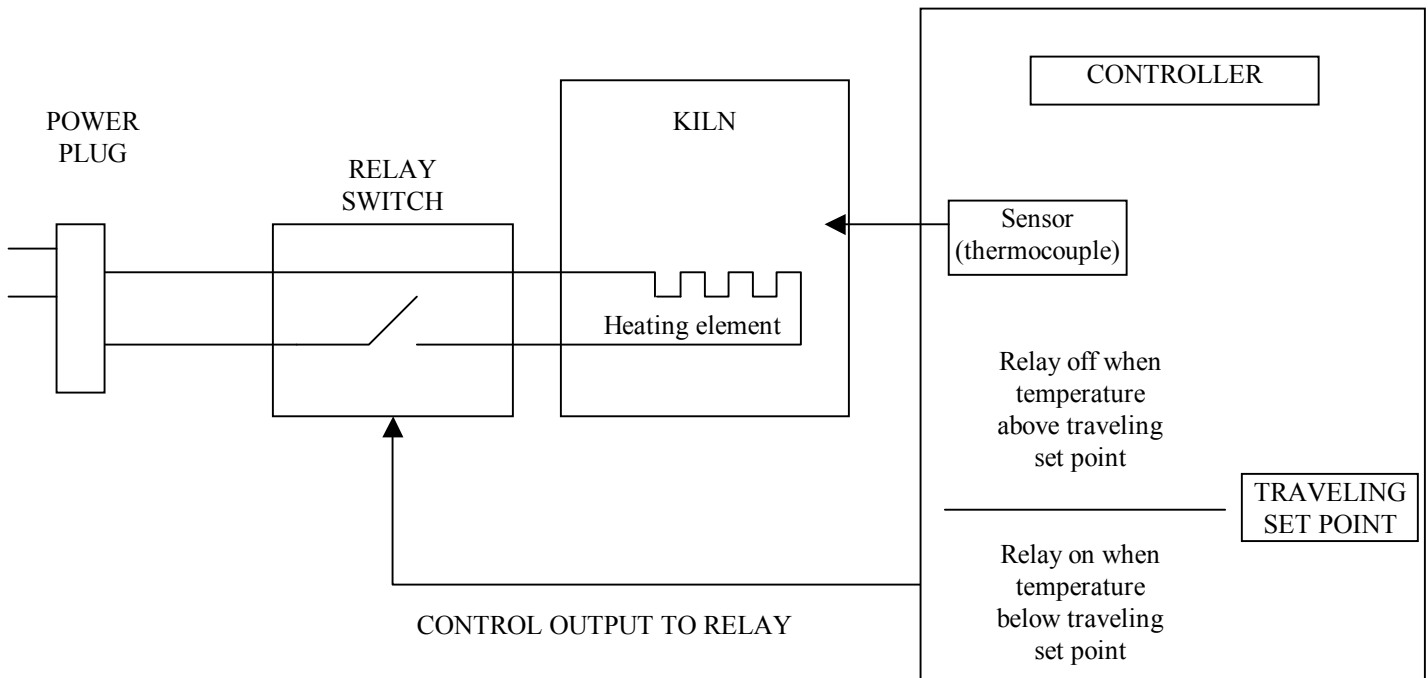 CONTROLLER
POWER
PLUG
KILN
RELAY
SWITCH
Sensor
(thermocouple)
Heating element
Relay off when
temperature
above traveling
set point
TRAVELING
SET POINT
Relay on when
temperature
below traveling
set point
CONTROL OUTPUT TO RELAY